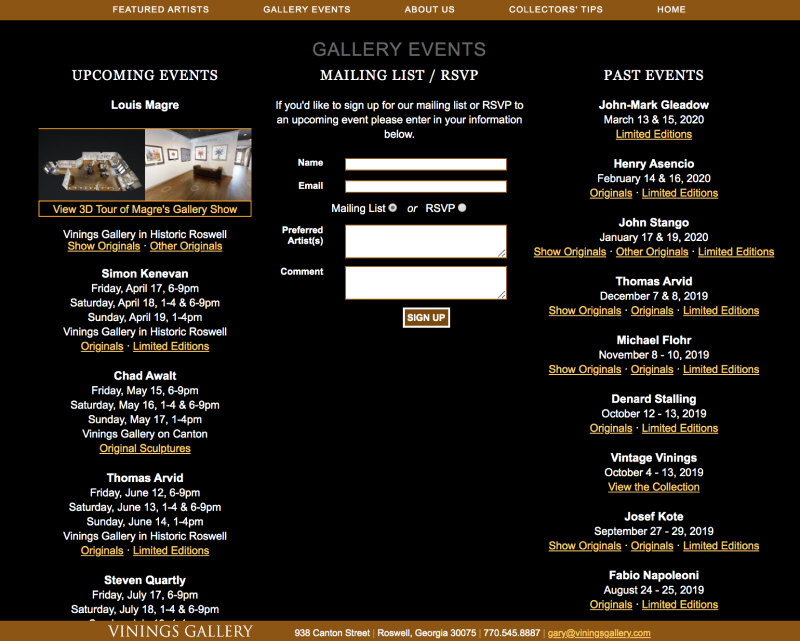 FEATURED ARTISTS GALLERY EVENTS ABOUT US COLLECTORS' TIPS HOME
GALLERY EVENTS
UPCOMING EVENTS
Louis Magre
View 3D Tour of Magre's Gallery Show
Vinings Gallery in Historic Roswell
Show Originals · Other Originals
Simon Kenevan
Friday, April 17, 6-9pm
Saturday, April 18, 1-4 & 6-9pm
Sunday, April 19, 1-4pm
Vinings Gallery in Historic Roswell
Originals · Limited Editions
Chad Awalt
Friday, May 15, 6-9pm
Saturday, May 16, 1-4 & 6-9pm
Sunday, May 17, 1-4pm
Vinings Gallery on Canton
Original Sculptures
Thomas Arvid
Friday, June 12, 6-9pm
Saturday, June 13, 1-4 & 6-9pm
Sunday, June 14, 1-4pm
Vinings Gallery in Historic Roswell
Originals · Limited Editions
Steven Quartly
Friday, July 17, 6-9pm
Saturday, July 18, 1-4 & 6-9pm
MAILING LIST / RSVP
If you'd like to sign up for our mailing list or RSVP to
an upcoming event please enter in your information
below.
Name
Email
Mailing List or RSVP
Preferred
Artist(s)
Comment
SIGN UP
PAST EVENTS
John-Mark Gleadow
March 13 & 15, 2020
Limited Editions
Henry Asencio
February 14 & 16, 2020
Originals · Limited Editions
John Stango
January 17 & 19, 2020
Show Originals · Other Originals · Limited Editions
Thomas Arvid
December 7 & 8, 2019
Show Originals · Originals · Limited Editions
Michael Flohr
November 8 - 10, 2019
Show Originals · Originals · Limited Editions
Denard Stalling
October 12 - 13, 2019
Originals · Limited Editions
Vintage Vinings
October 4 - 13, 2019
View the Collection
Josef Kote
September 27 - 29, 2019
Show Originals · Originals · Limited Editions
Fabio Napoleoni
August 24 - 25, 2019
Originals · Limited Editions
VININGS GALLERY 938 Canton Street | Roswell, Georgia 30075 | 770.545.8887 | gary@viningsgallery.com